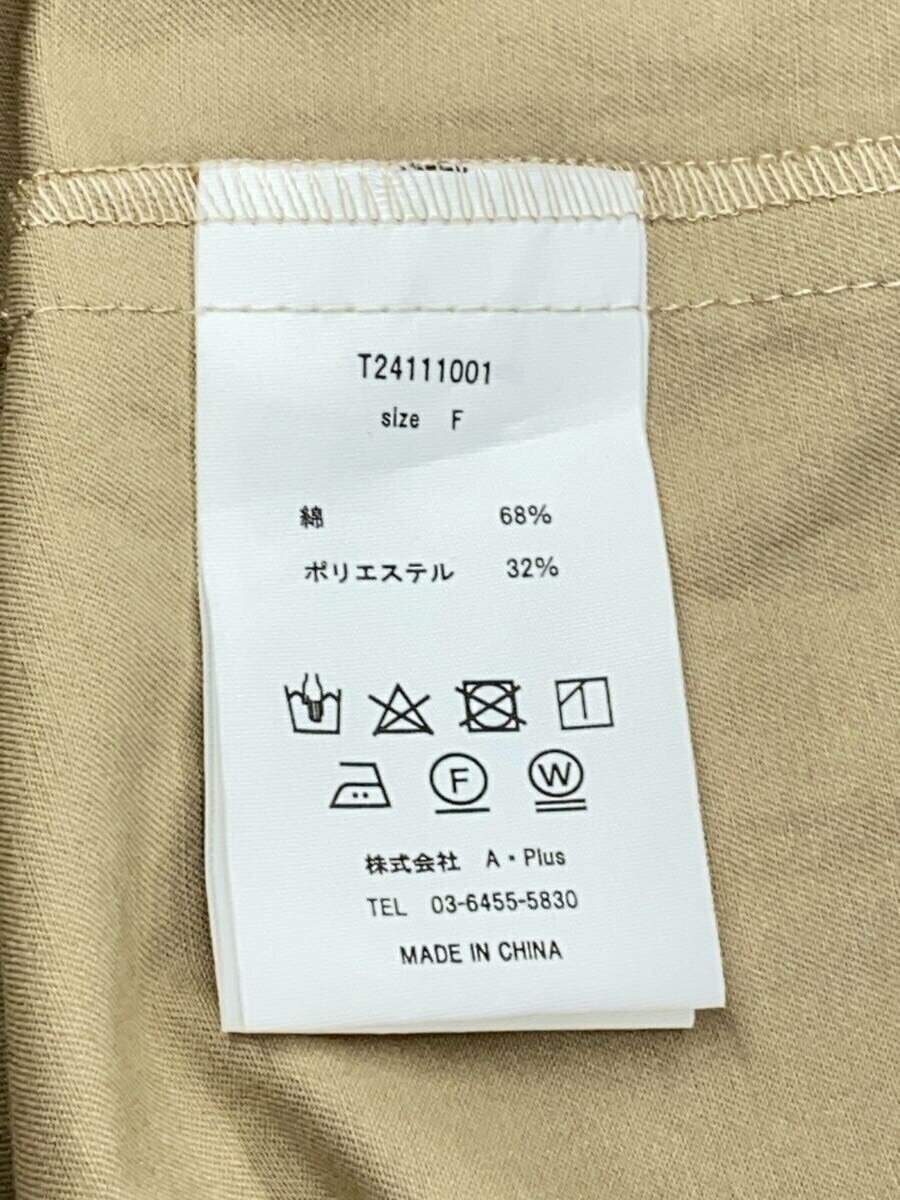 T24111001
size F
綿 68%
ポリエステル 32%
F W
株式会社 A・Plus
TEL 03-6455-5830
MADE IN CHINA